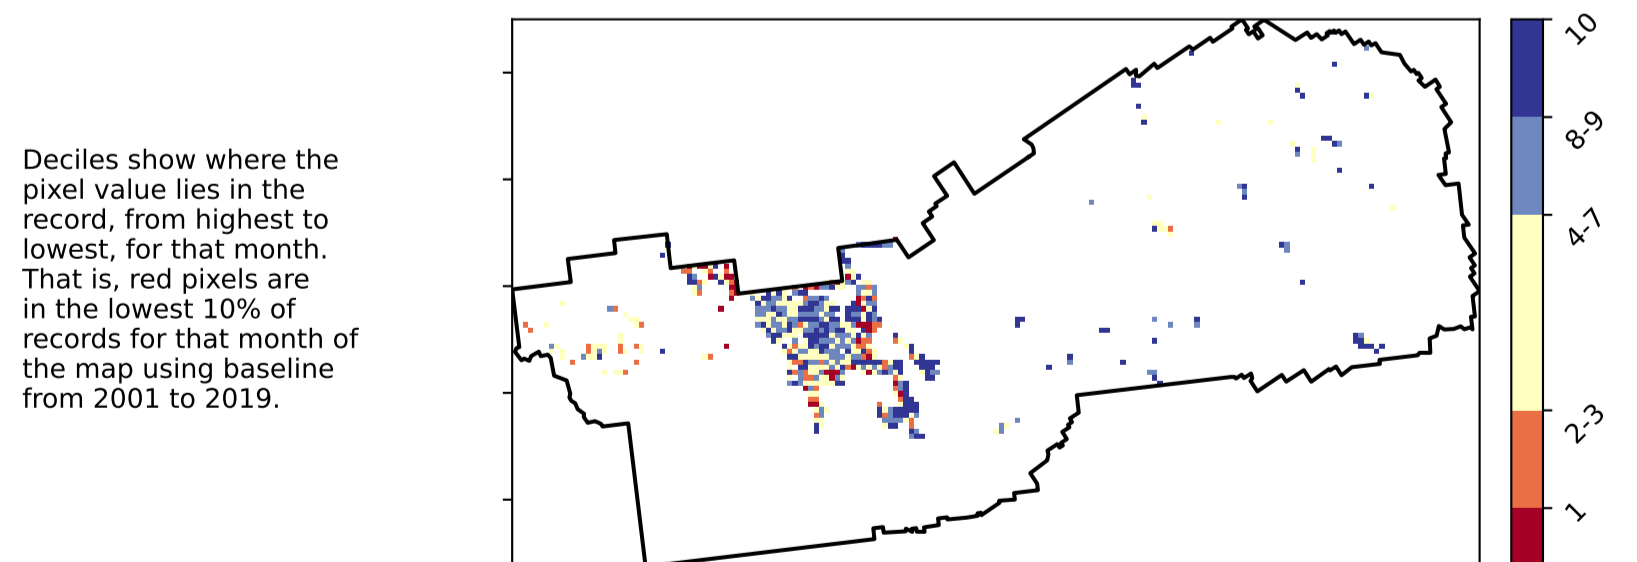 Deciles show where the
pixel value lies in the
record, from highest to
lowest, for that month.
That is, red pixels are
in the lowest 10% of
records for that month of
the map using baseline
from 2001 to 2019.
10
8-9
4-7
2-3
1